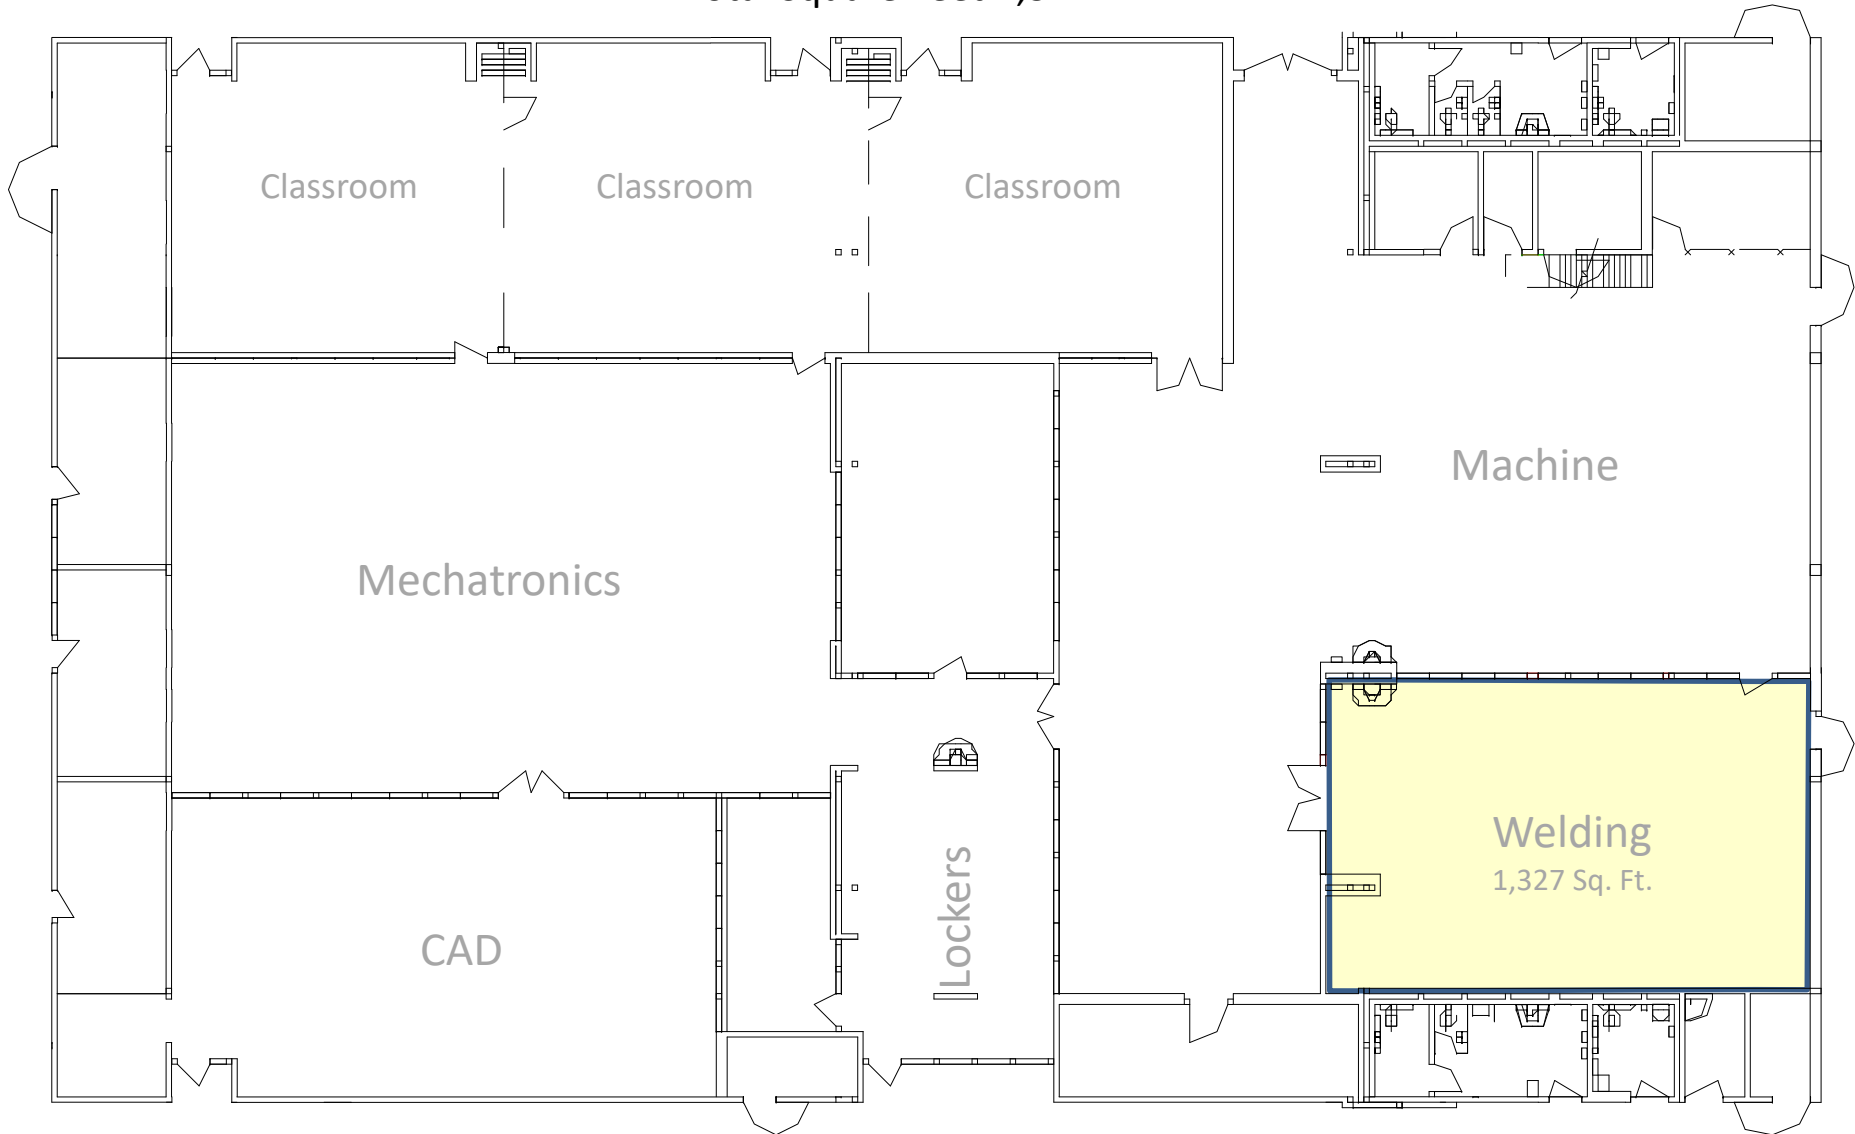 Classroom
Classroom
Classroom
Machine
Mechatronics
Welding
1,327 Sq. Ft.
Lockers
CAD